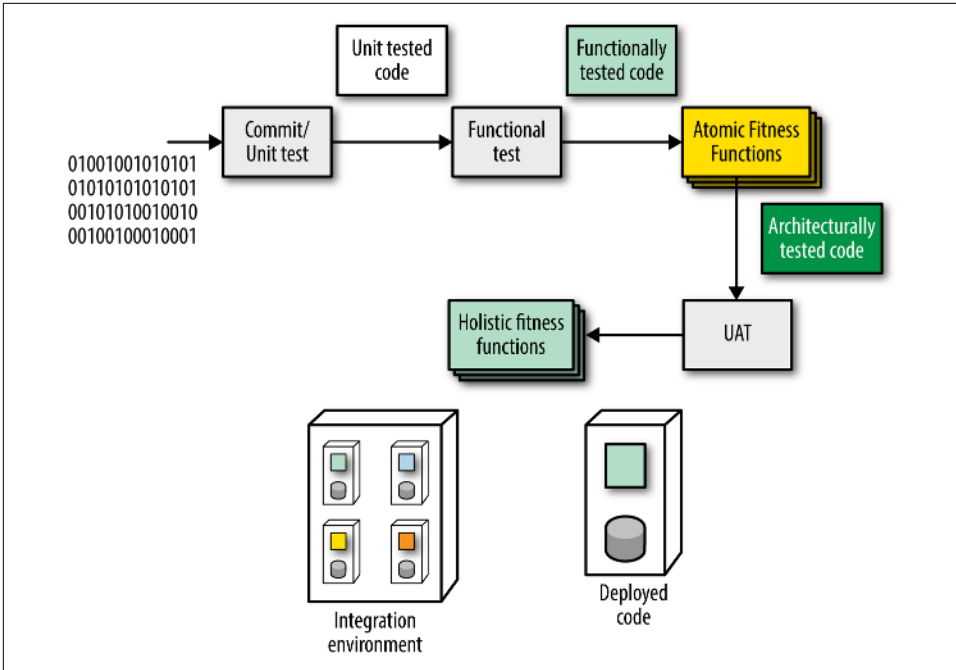 Unit tested
code
Functionally
tested code
Commit/
Unit test
Functional
test
Atomic Fitness
Functions
01001001010101
01010101010101
00101010010010
00100100010001
Architecturally
tested code
Holistic fitness
functions
UAT
Integration
environment
Deployed
code